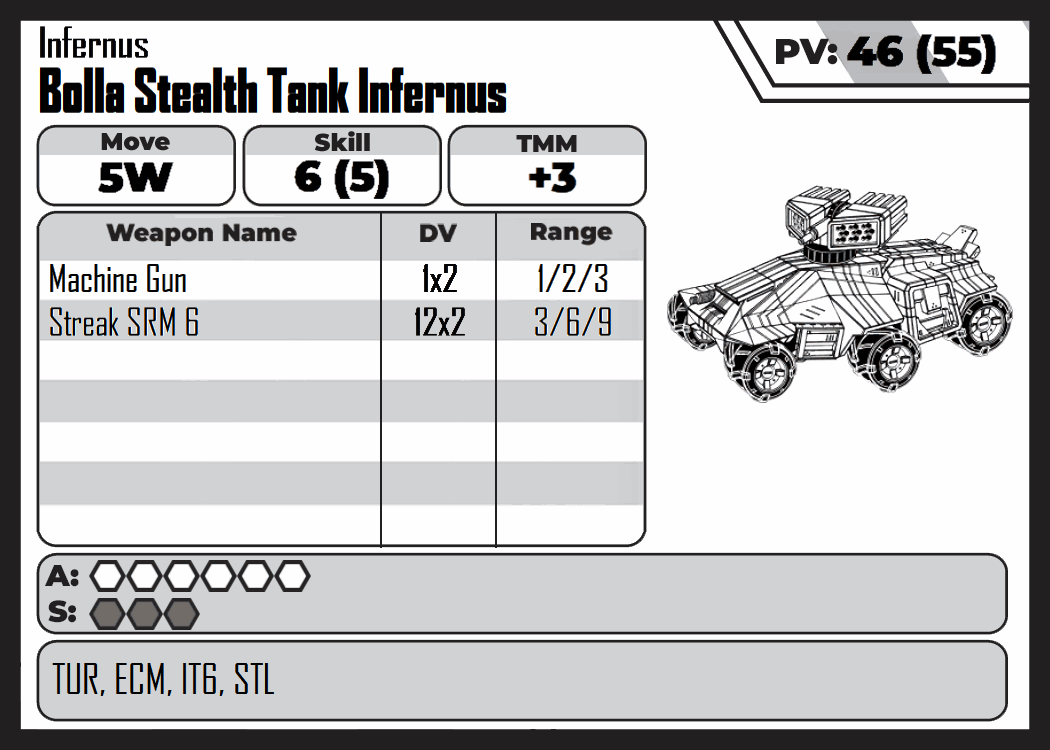 Infernus
Bolla Stealth Tank Infernus
PV: 46 (55)
Move Skill TMM
5W 6 (5) +3
Weapon Name DV Range
Machine Gun 1x2 1/2/3
Streak SRM 6 12x2 3/6/9
A:
S:
TUR, ECM, IT6, STL